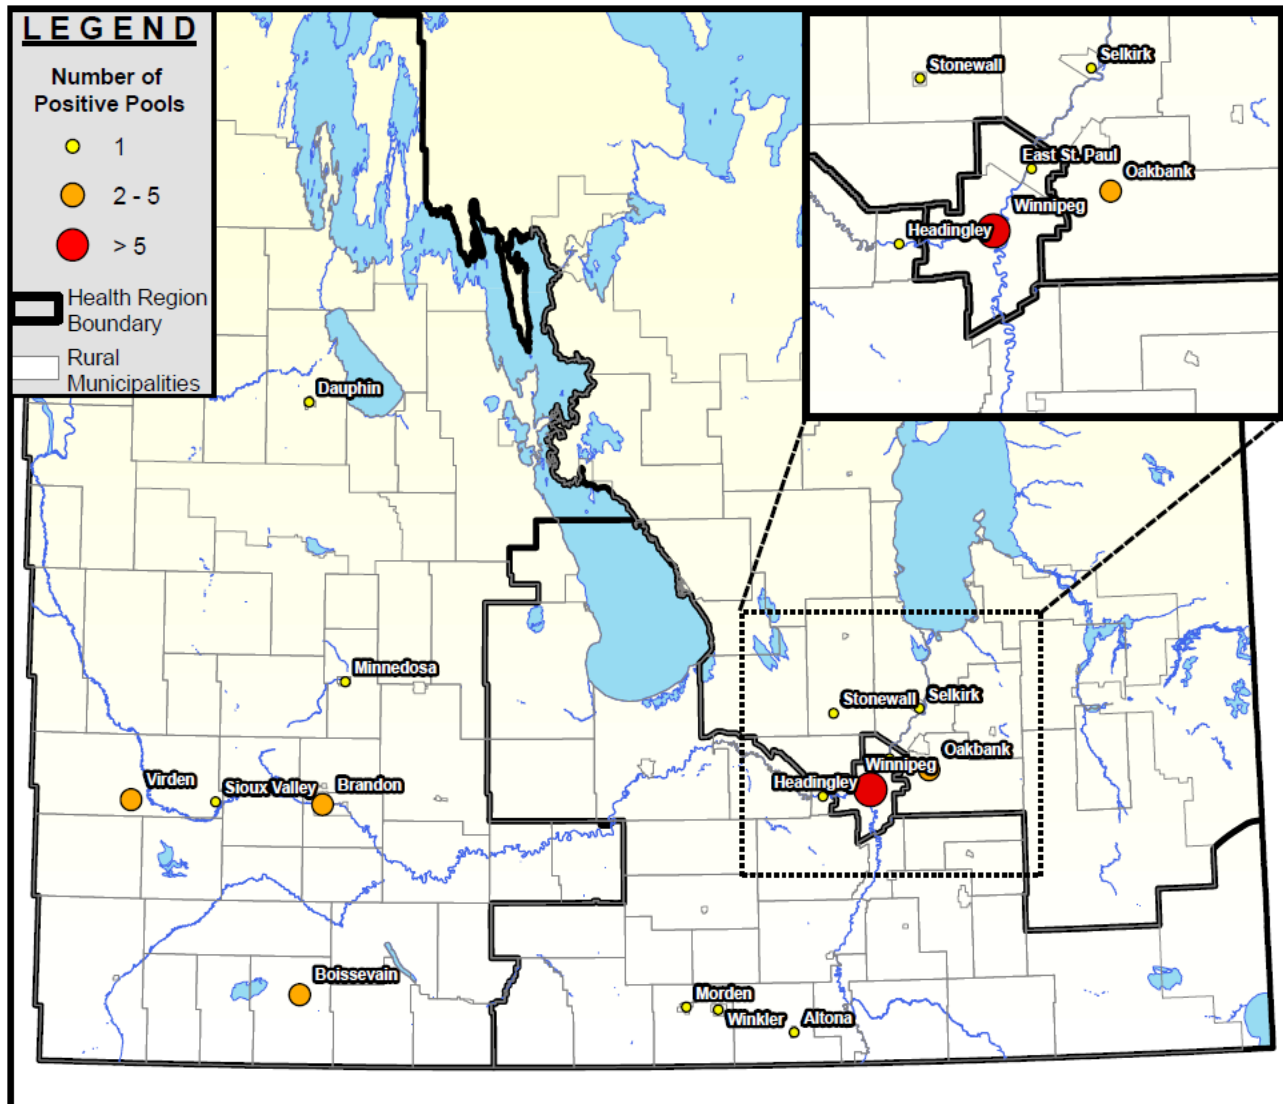 LEGEND
Number of
Positive Pools
1
2 - 5
> 5
Health Region
Boundary
Rural
Municipalities
Stonewall
Selkirk
East St. Paul
Oakbank
Winnipeg
Headingley
Dauphin
Minnedosa
Stonewall
Selkirk
Oakbank
Winnipeg
Headingley
Virden
Sioux Valley
Brandon
Boissevain
Morden
Winkler
Altona